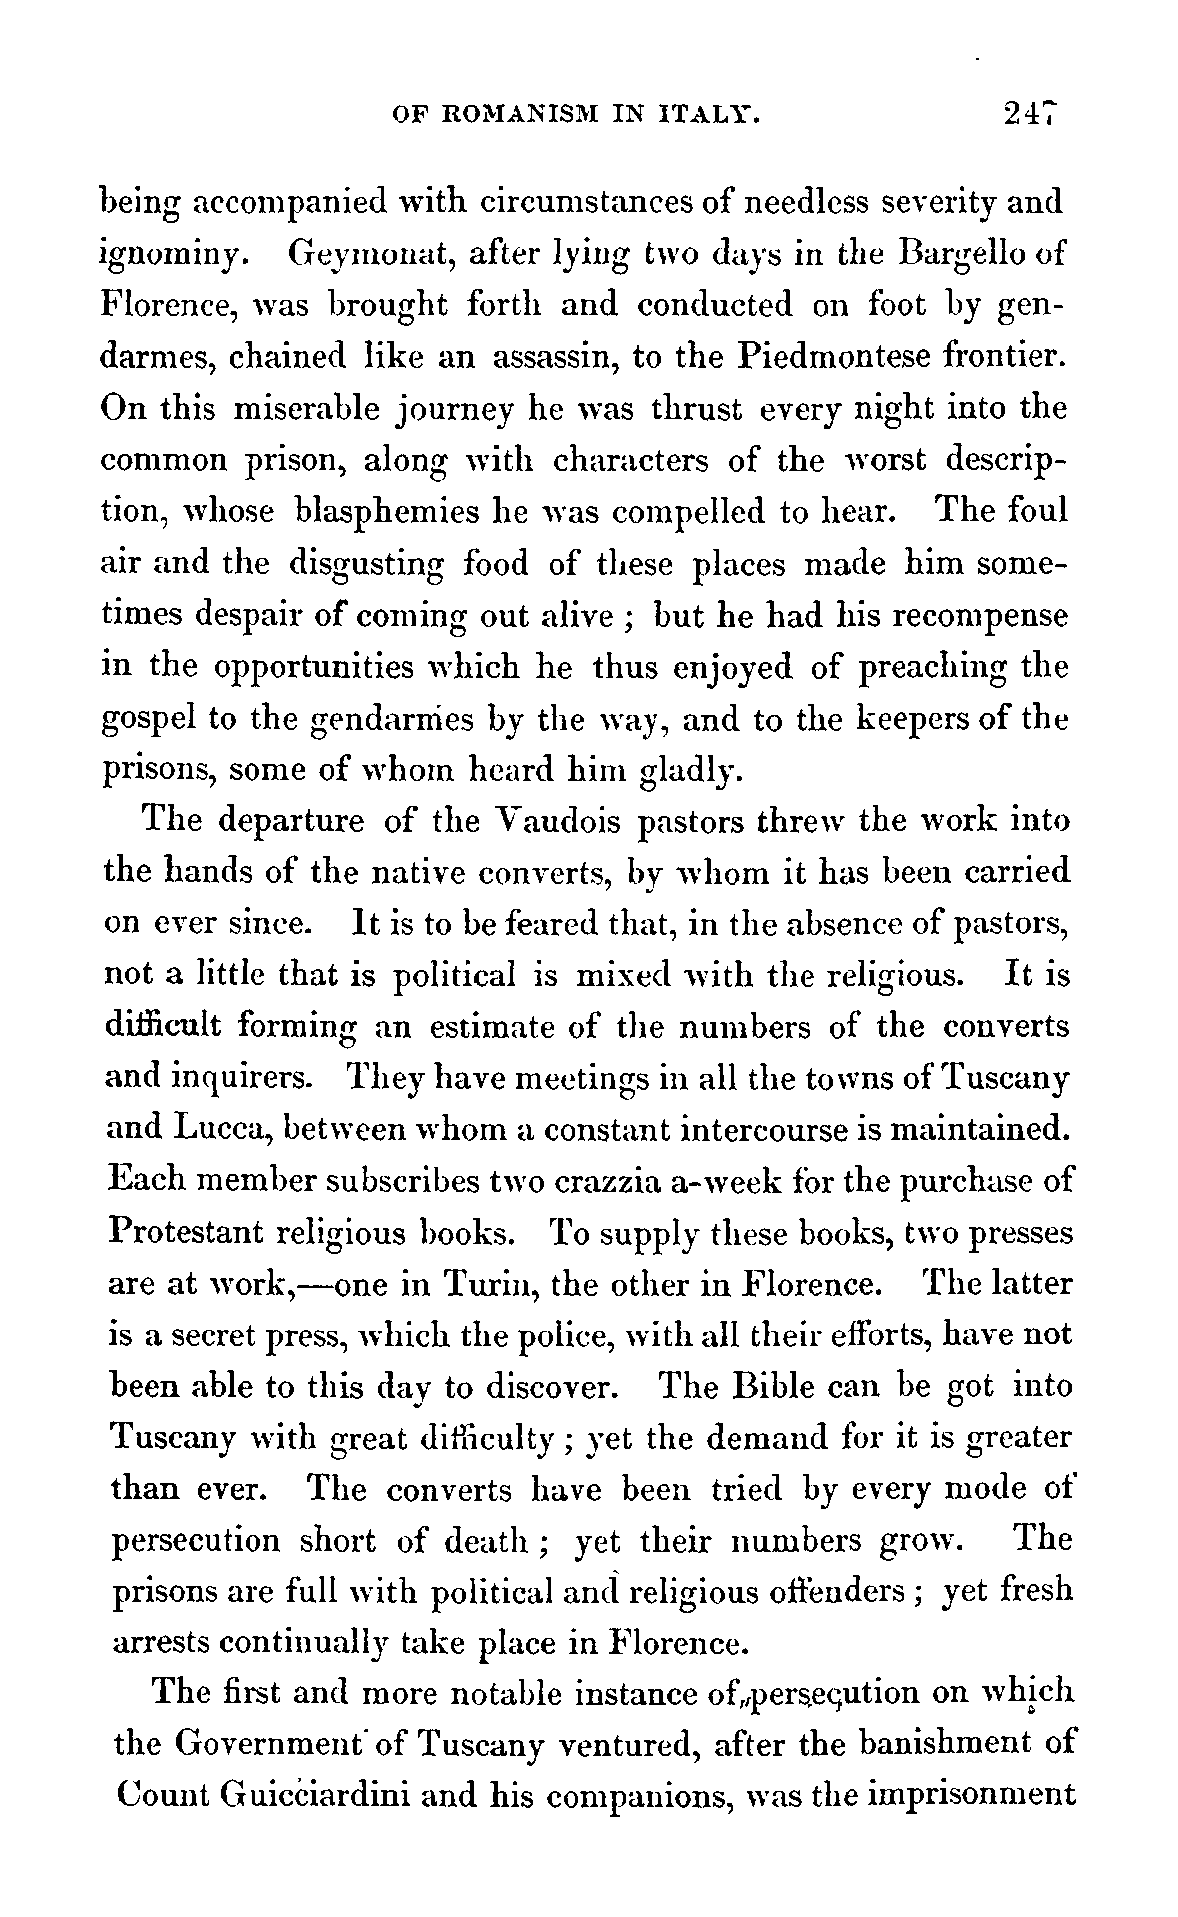 OF ROMANISM IN ITALY. 247
being accompanied with circumstances of needless severity and
ignominy. Geymonat, after lying two days in the Bargello of
Florence, was brought forth and conducted on foot by gen-
darmes, chained like an assassin, to the Piedmontese frontier.
On this miserable journey he was thrust every night into the
common prison, along with characters of the worst descrip-
tion, whose blasphemies he was compelled to hear. The foul
air and the disgusting food of these places made him some-
times despair of coming out alive ; but he had his recompense
in the opportunities which he thus enjoyed of preaching the
gospel to the gendarmes by the way, and to the keepers of the
prisons, some of whom heard him gladly.
The departure of the Vaudois pastors threw the work into
the hands of the native converts, by whom it has been carried
on ever since. It is to be feared that, in the absence of pastors,
not a little that is political is mixed with the religious. It is
difficult forming an estimate of the numbers of the converts
and inquirers. They have meetings in all the towns of Tuscany
and Lucca, between whom a constant intercourse is maintained.
Each member subscribes two crazzia a-week for the purchase of
Protestant religious books. To supply these books, two presses
are at work,—one in Turin, the other in Florence. The latter
is a secret press, which the police, with all their efforts, have not
been able to this day to discover. The Bible can be got into
Tuscany with great difficulty ; yet the demand for it is greater
than ever. The converts have been tried by every mode of
persecution short of death ; yet their numbers grow. The
prisons are full with political and religious offenders ; yet fresh
arrests continually take place in Florence.
The first and more notable instance of persecution on which
the Government of Tuscany ventured, after the banishment of
Count Guicciardini and his companions, was the imprisonment